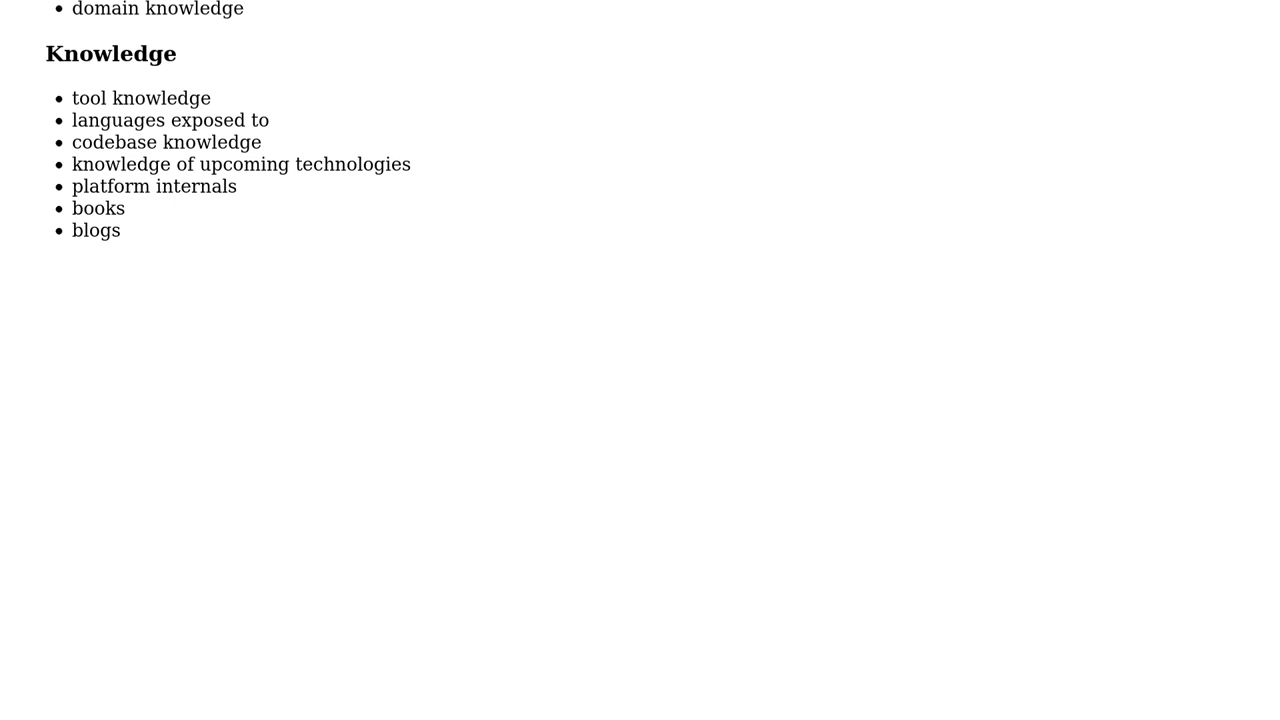 domain knowledge
Knowledge
tool knowledge
languages exposed to
codebase knowledge
knowledge of upcoming technologies
platform internals
books
blogs